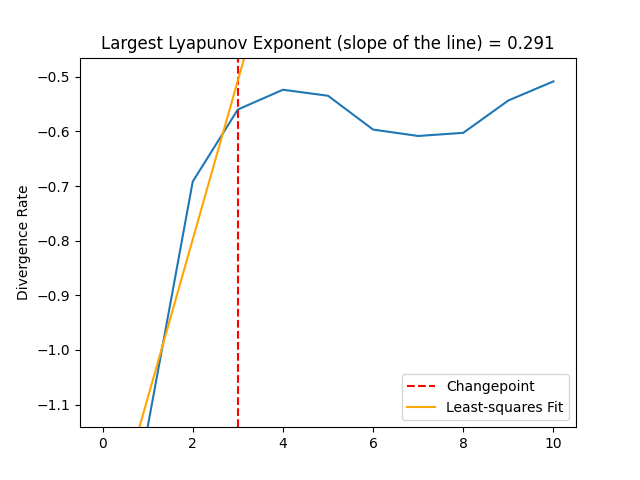 Largest Lyapunov Exponent (slope of the line) = 0.291
Divergence Rate
−0.5
−0.6
−0.7
−0.8
−0.9
−1.0
−1.1
0 2 4 6 8 10
Changepoint
Least-squares Fit